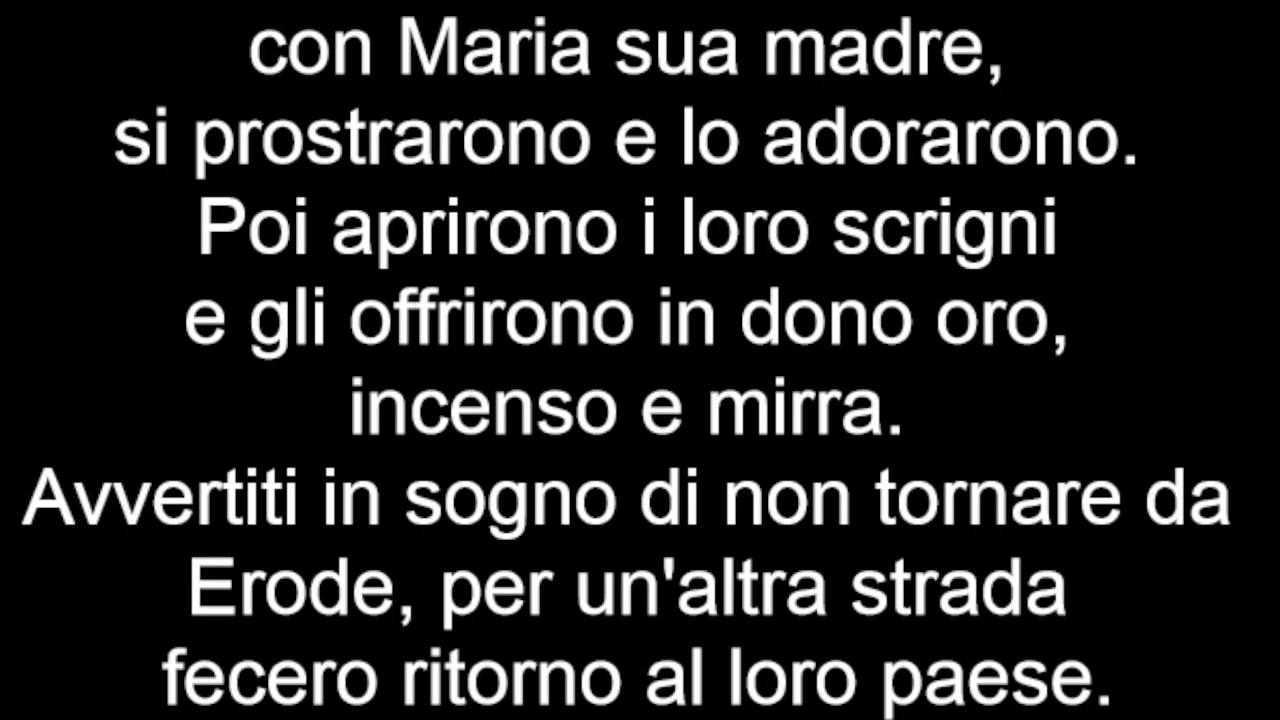 con Maria sua madre,
si prostrarono e lo adorarono.
Poi aprirono i loro scrigni
e gli offrirono in dono oro,
incenso e mirra.
Avvertiti in sogno di non tornare da
Erode, per un'altra strada
fecero ritorno al loro paese.